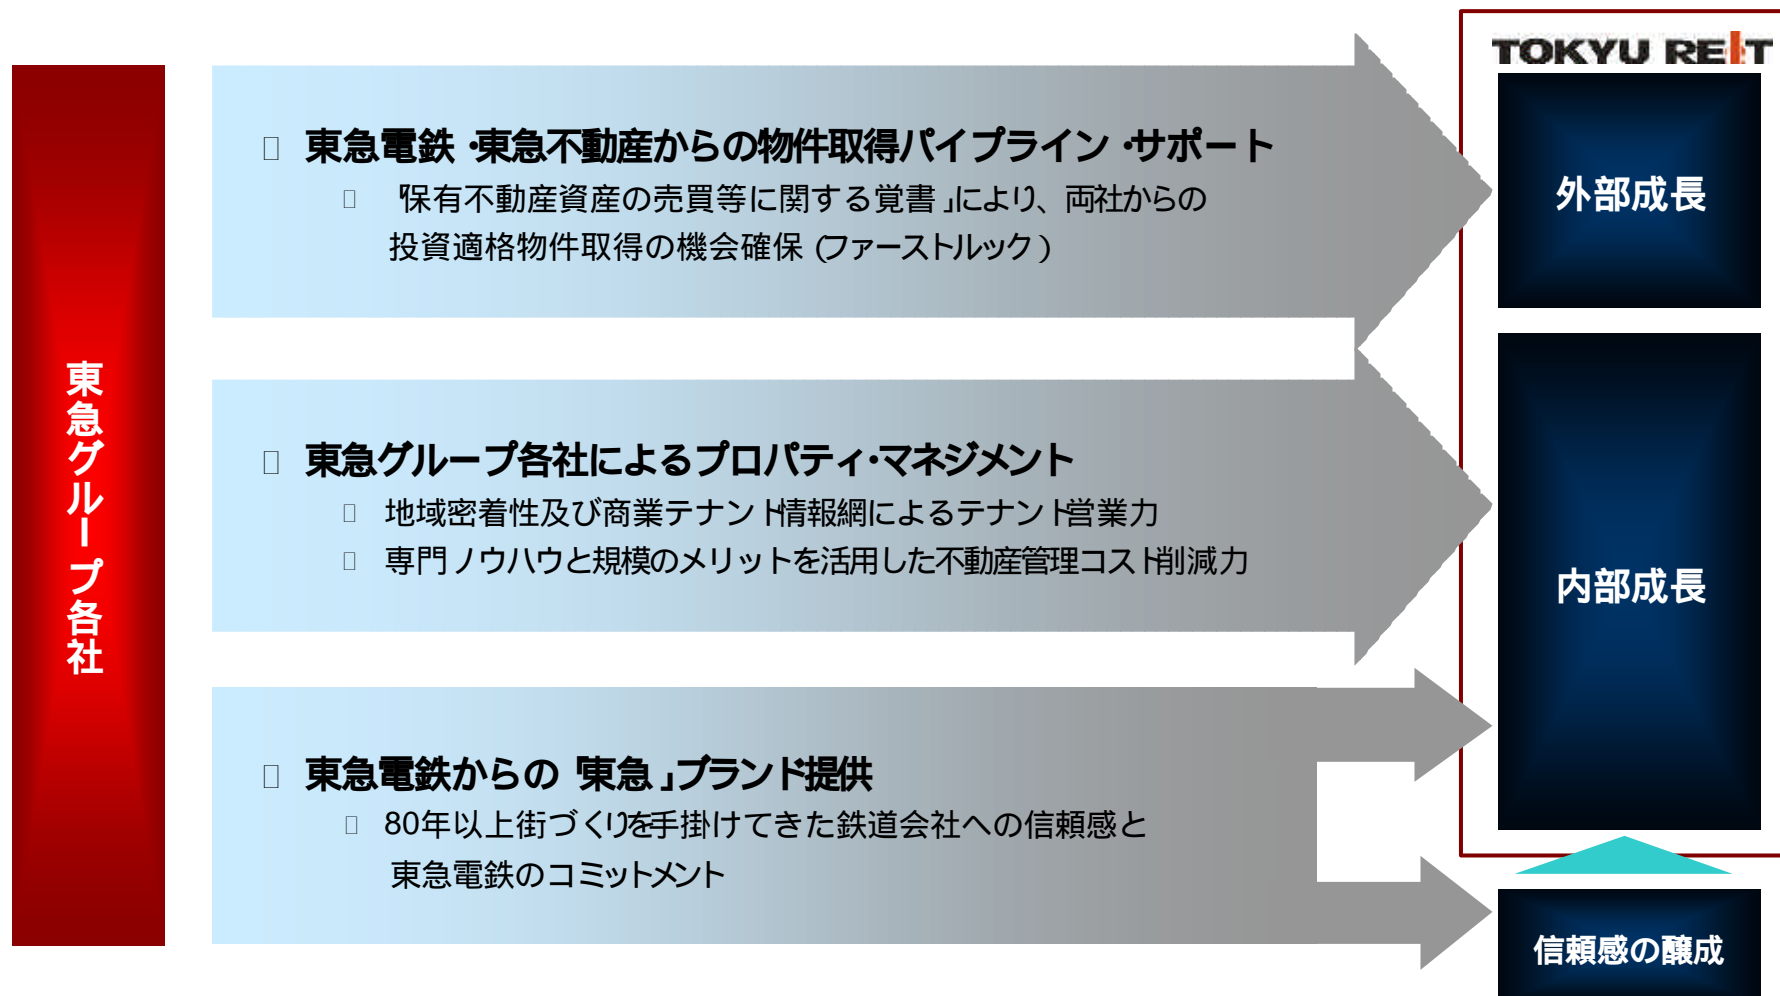 TOKYU REIT
東急グループ各社
東急電鉄・東急不動産からの物件取得パイプライン・サポート
「保有不動産資産の売買等に関する覚書」により、両社からの
投資適格物件取得の機会確保(ファーストルック)
外部成長
東急グループ各社によるプロパティ・マネジメント
地域密着性及び商業テナント情報網によるテナント営業力
専門ノウハウと規模のメリットを活用した不動産管理コスト削減力
内部成長
東急電鉄からの「東急」ブランド提供
80年以上街づくりを手掛けてきた鉄道会社への信頼感と
東急電鉄のコミットメント
信頼感の醸成